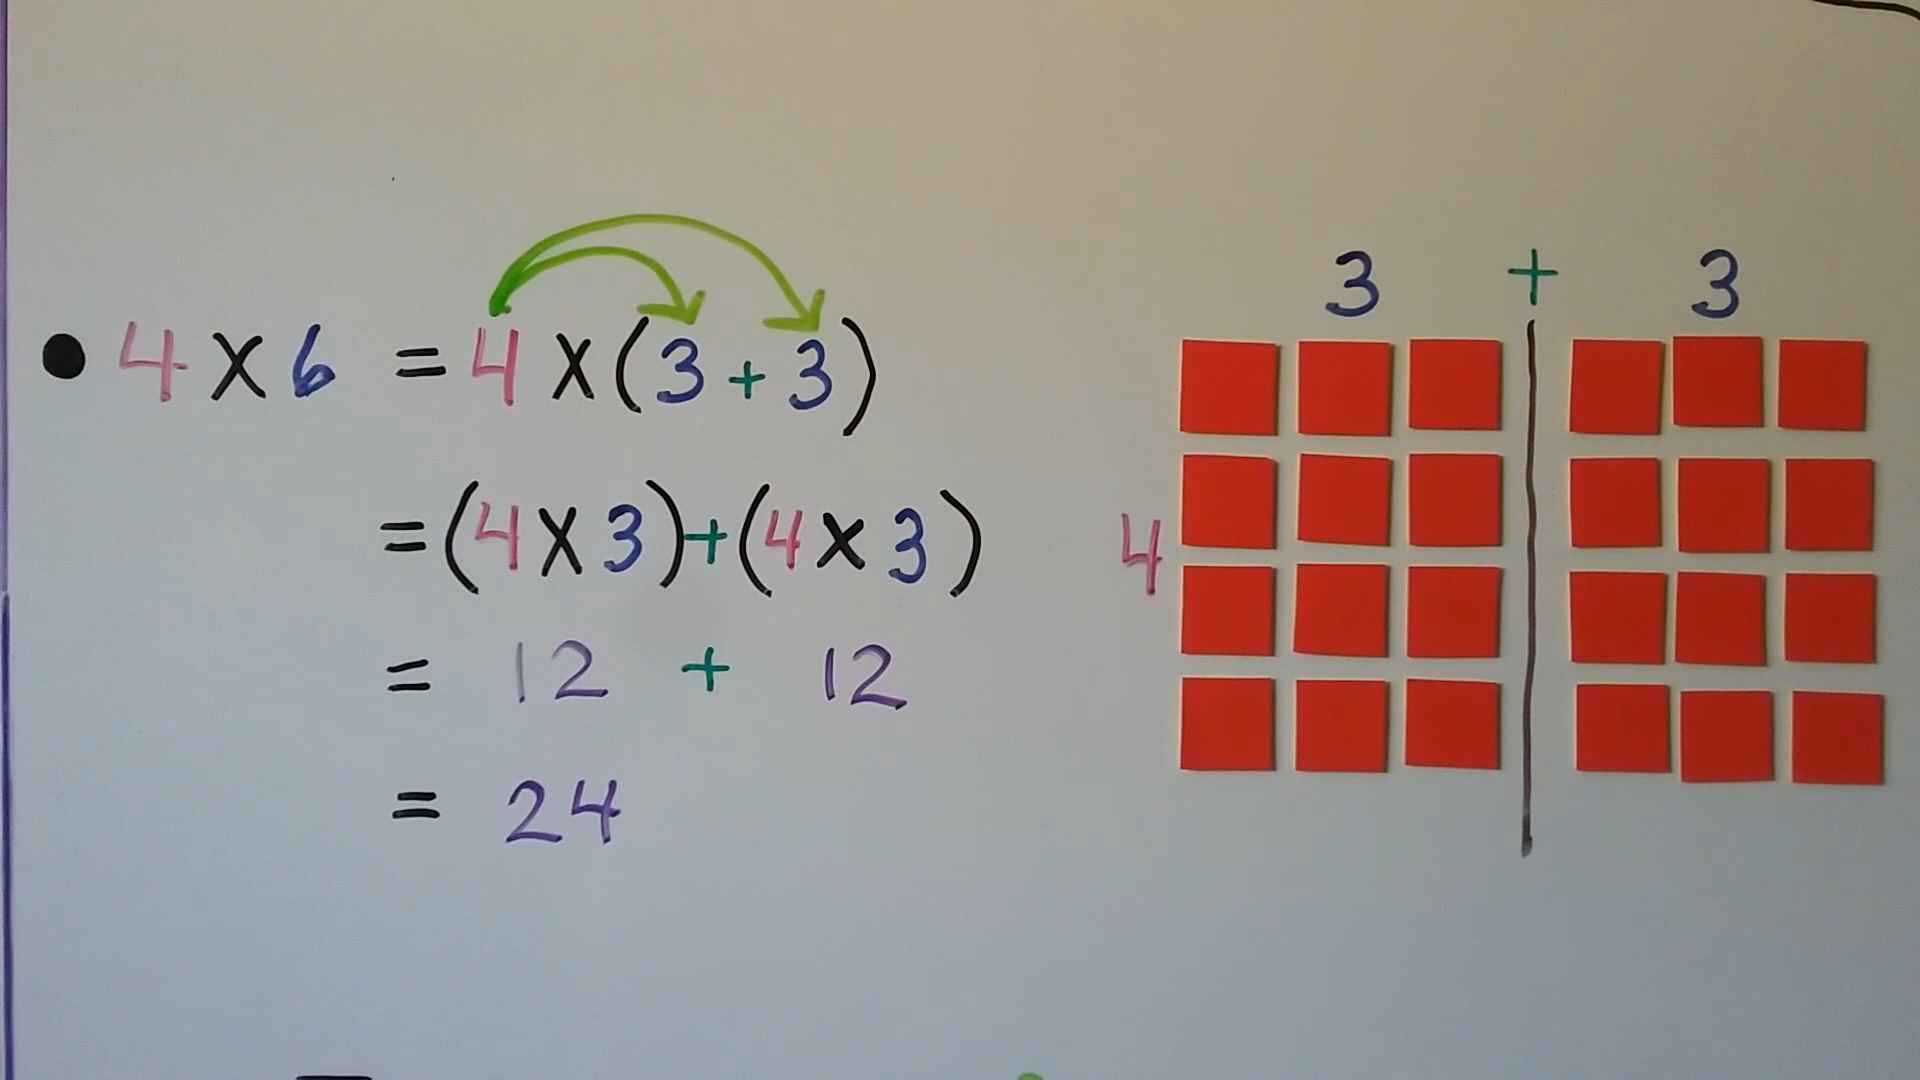 • 4 x 6 = 4 x (3 + 3)
= (4 x 3) + (4 x 3)
= 12 + 12
= 24
3 + 3
4